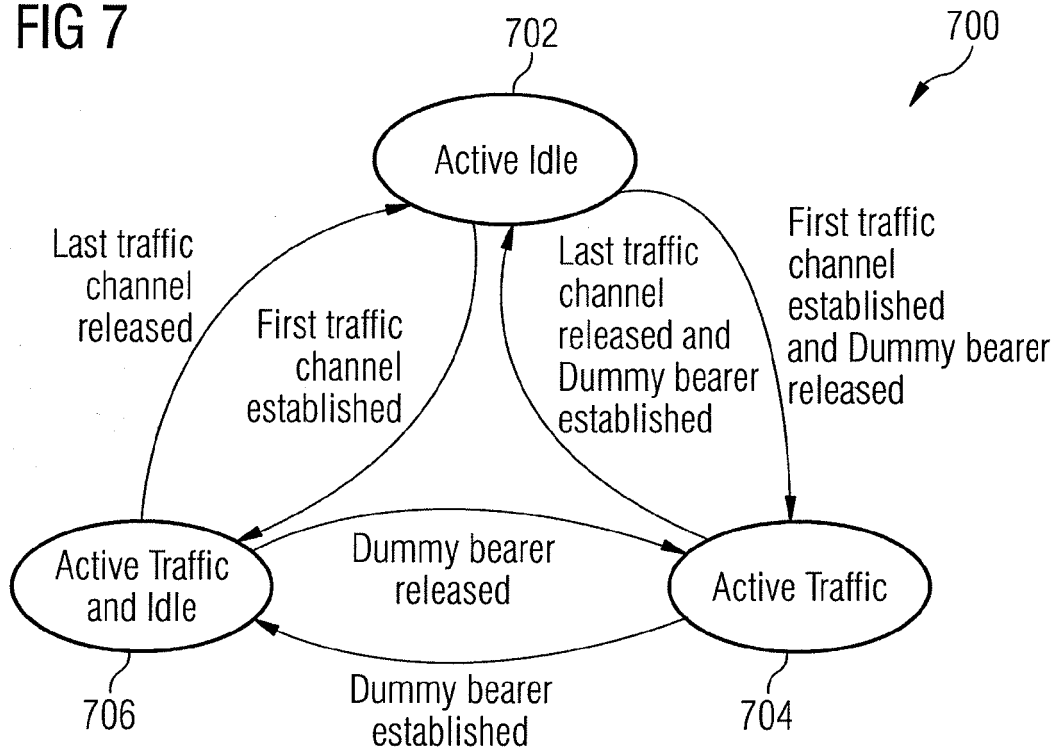 FIG 7
702
700
Active Idle
Last traffic
channel
released
First traffic
channel
established
Last traffic
channel
released and
Dummy bearer
established
First traffic
channel
established
and Dummy bearer
released
Active Traffic
and Idle
Dummy bearer
released
Active Traffic
Dummy bearer
established
706
704